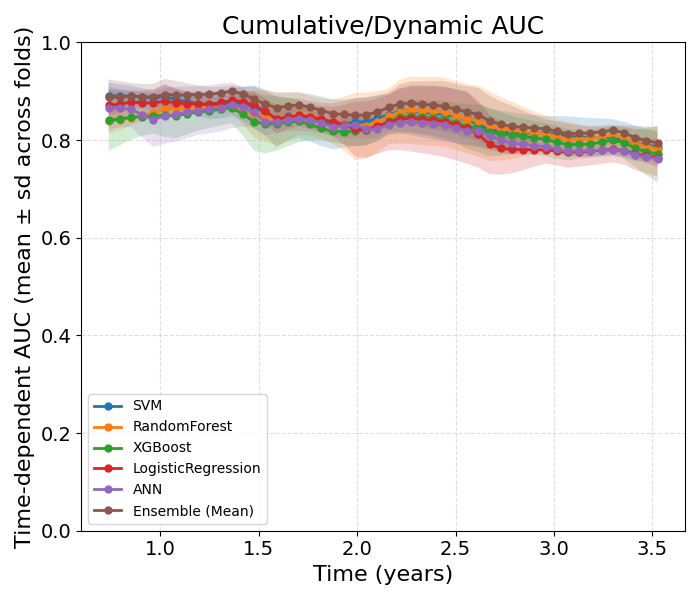 Cumulative/Dynamic AUC
Time-dependent AUC (mean ± sd across folds)
1.0
0.8
0.6
0.4
0.2
0.0
SVM
RandomForest
XGBoost
LogisticRegression
ANN
Ensemble (Mean)
1.0 1.5 2.0 2.5 3.0 3.5
Time (years)